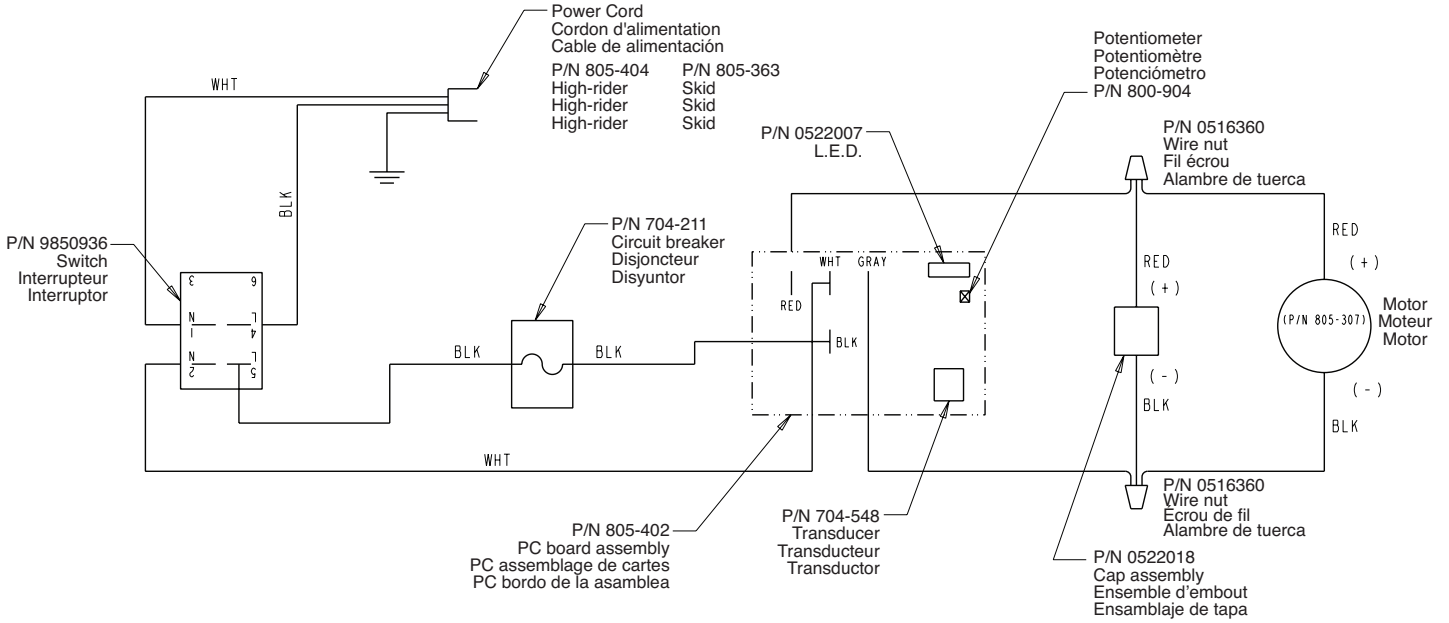 Power Cord
Cordon d'alimentation
Cable de alimentación
P/N 805-404 P/N 805-363
High-rider Skid
High-rider Skid
High-rider Skid
Potentiometer
Potentiomètre
Potenciómetro
P/N 800-904
WHT
BLK
P/N 0522007
L.E.D.
P/N 0516360
Wire nut
Fil écrou
Alambre de tuerca
P/N 9850936
Switch
Interrupteur
Interruptor
3 6
N L
1 4
N L
2 5
P/N 704-211
Circuit breaker
Disjoncteur
Disyuntor
BLK
BLK
WHT GRAY
RED
BLK
RED
(+)
(-)
BLK
RED
(+)
(P/N 805-307)
Motor
Moteur
Motor
(-)
BLK
WHT
P/N 805-402
PC board assembly
PC assemblage de cartes
PC bordo de la asamblea
P/N 704-548
Transducer
Transducteur
Transductor
P/N 0516360
Wire nut
Écrou de fil
Alambre de tuerca
P/N 0522018
Cap assembly
Ensemble d'embout
Ensamblaje de tapa